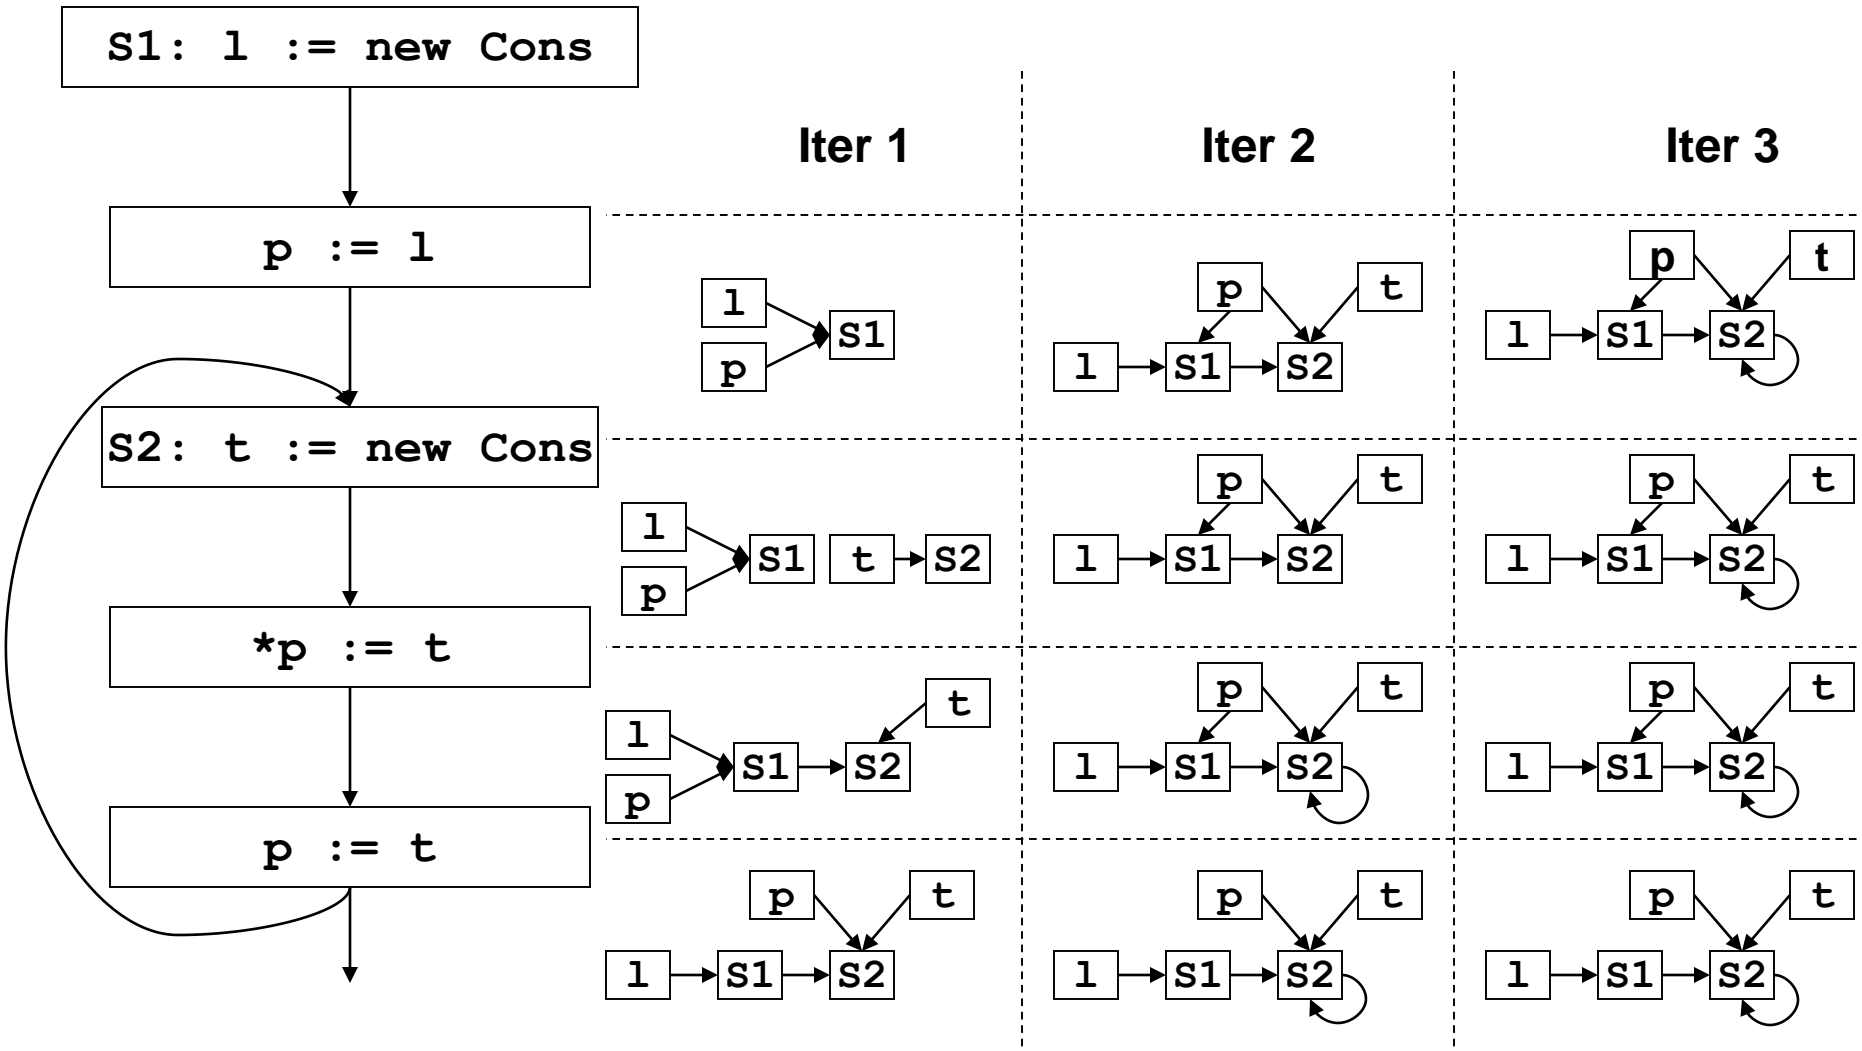 S1: l := new Cons
p := l
S2: t := new Cons
*p := t
p := t
Iter 1
Iter 2
Iter 3
l
p
S1
p
t
l
S1
S2
p
t
l
S1
S2
l
p
S1
t
S2
p
t
l
S1
S2
p
t
l
S1
S2
t
l
p
S1
S2
p
t
l
S1
S2
p
t
l
S1
S2
p
t
l
S1
S2
p
t
l
S1
S2
p
t
l
S1
S2